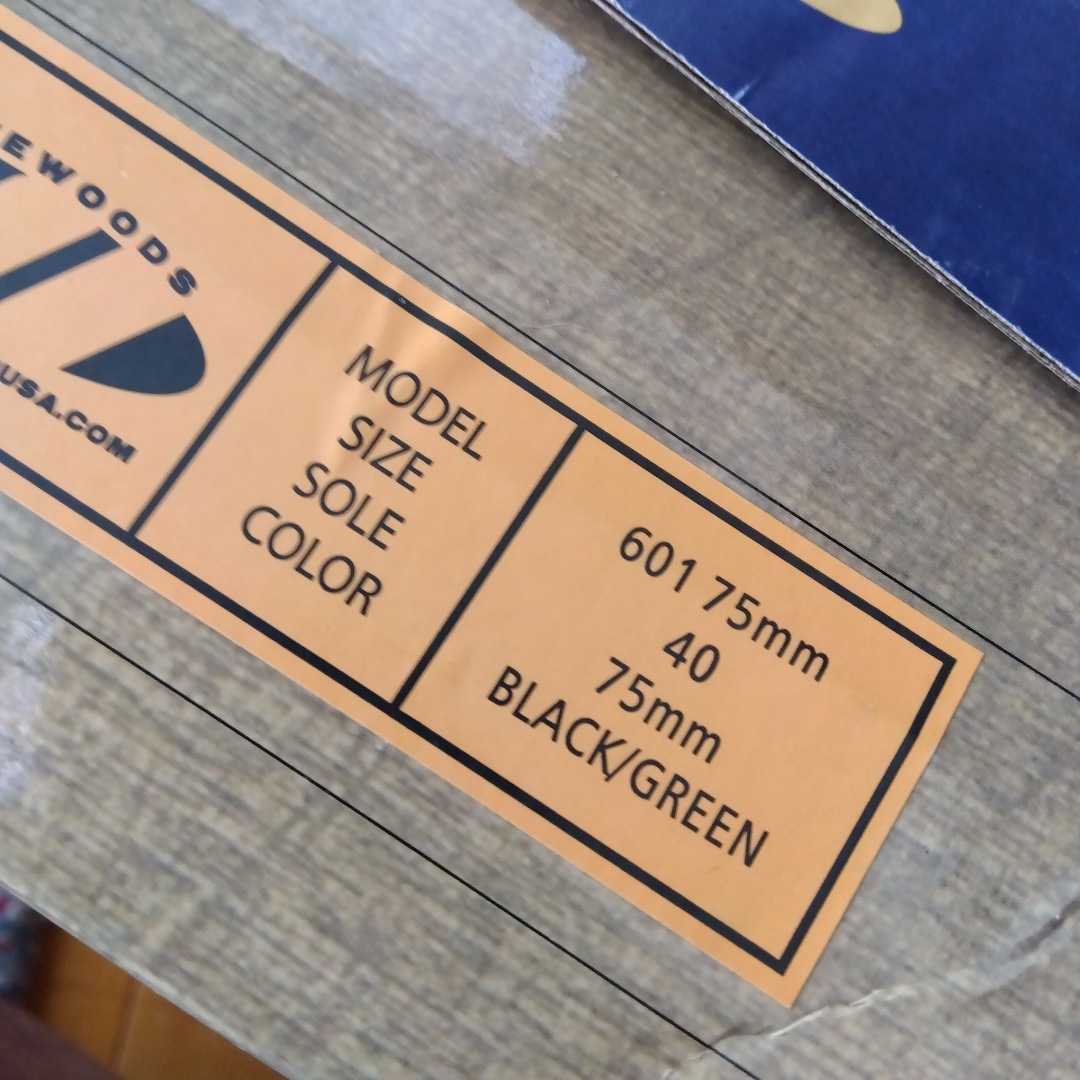 EWOODS
USA.COM
MODEL
SIZE
SOLE
COLOR
601 75mm
40
75mm
BLACK/GREEN